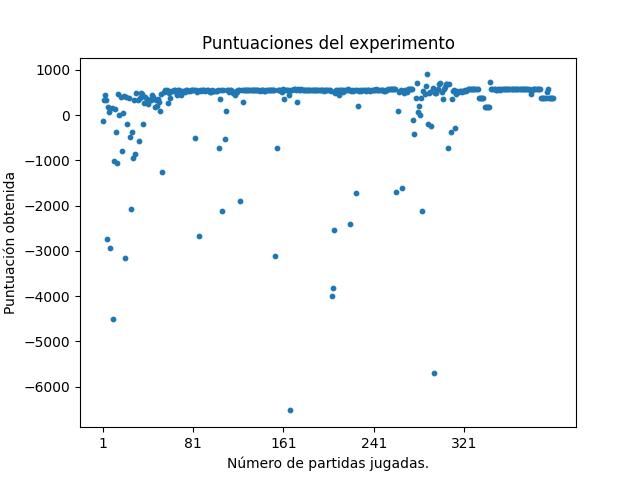 Puntuaciones del experimento
Puntuación obtenida
1000
0
−1000
−2000
−3000
−4000
−5000
−6000
1 81 161 241 321
Número de partidas jugadas.